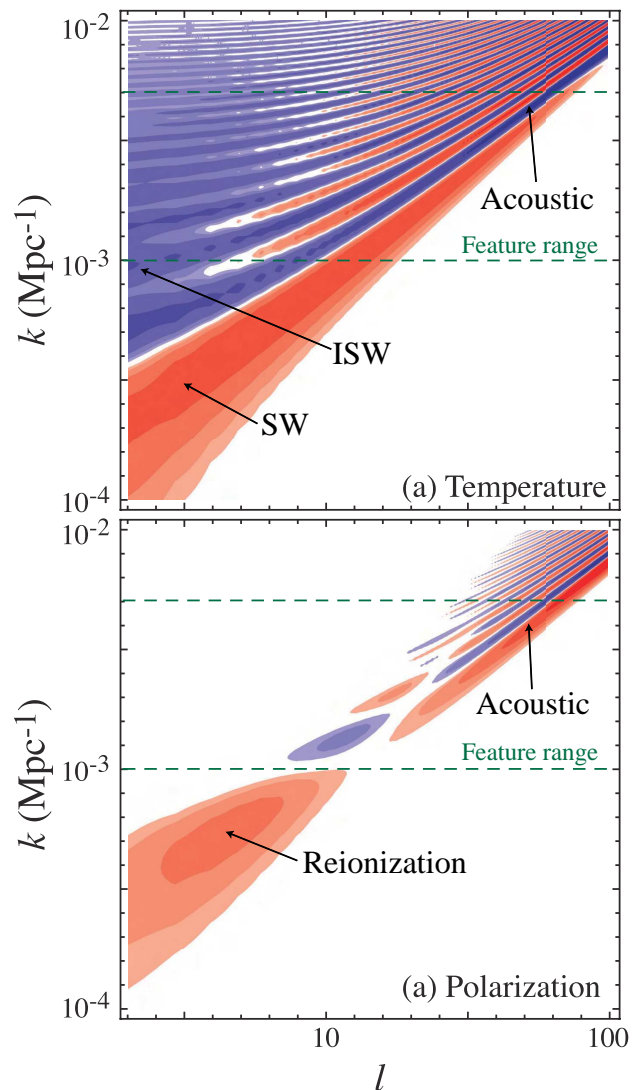 10-2
k (Mpc-1)
10-3
10-4
Acoustic
Feature range
ISW
SW
(a) Temperature
10-2
k (Mpc-1)
10-3
10-4
Acoustic
Feature range
Reionization
(a) Polarization
10
100
l